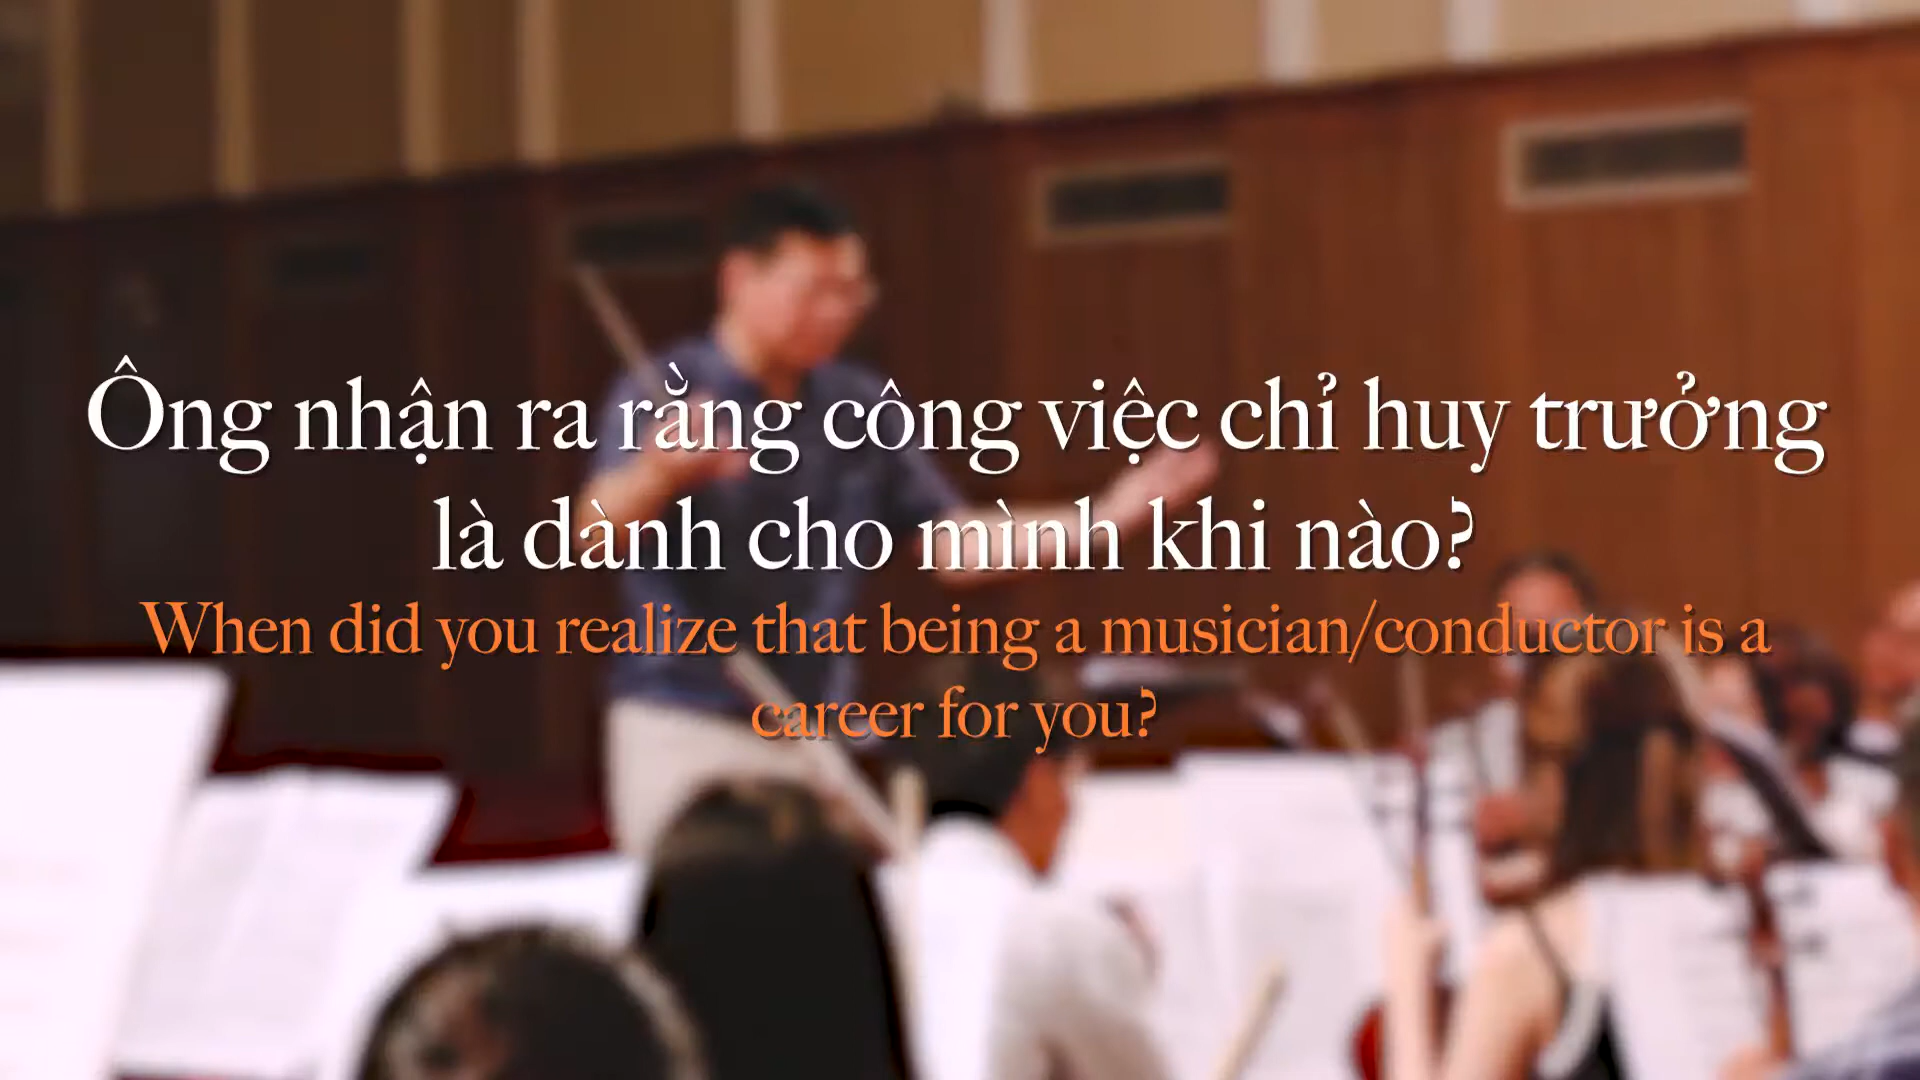 Ông nhận ra rằng công việc chỉ huy trưởng
là dành cho mình khi nào?
When did you realize that being a musician/conductor is a
career for you?